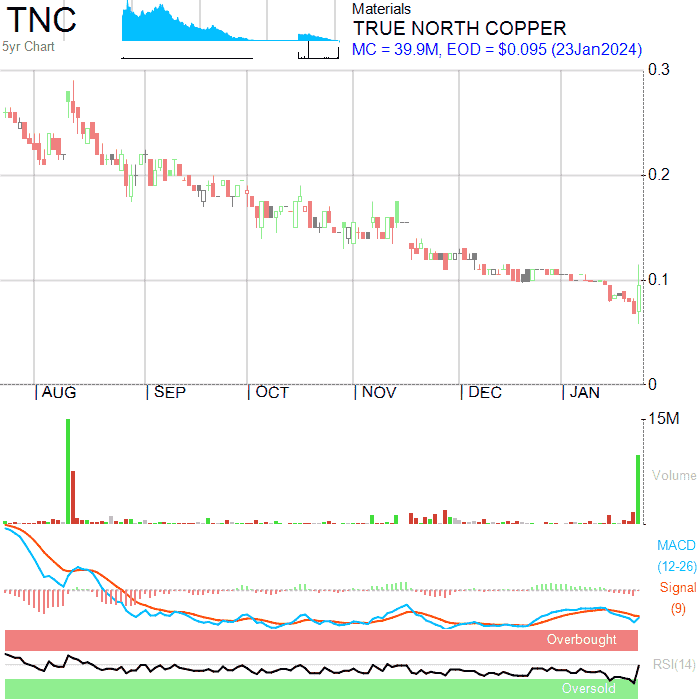 TNC
5yr Chart
Materials
TRUE NORTH COPPER
MC = 39.9M, EOD = $0.095 (23Jan2024)
0.3
0.2
0.1
0
AUG SEP OCT NOV DEC JAN
15M
Volume
MACD
(12-26)
Signal
(9)
Overbought
RSI(14)
Oversold